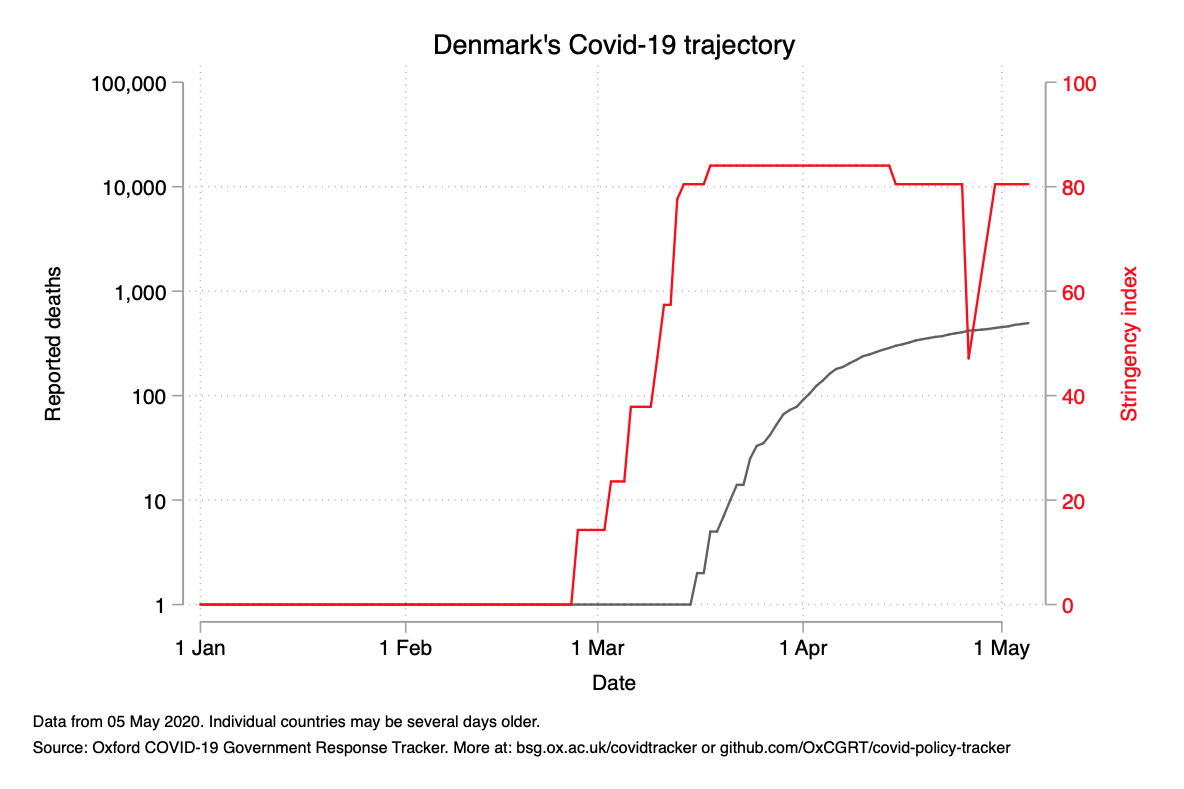 Denmark's Covid-19 trajectory
100,000
10,000
1,000
100
10
1
Reported deaths
100
80
60
40
20
0
Stringency index
1 Jan
1 Feb
1 Mar
1 Apr
1 May
Date
Data from 05 May 2020. Individual countries may be several days older.
Source: Oxford COVID-19 Government Response Tracker. More at: bsg.ox.ac.uk/covidtracker or github.com/OxCGRT/covid-policy-tracker